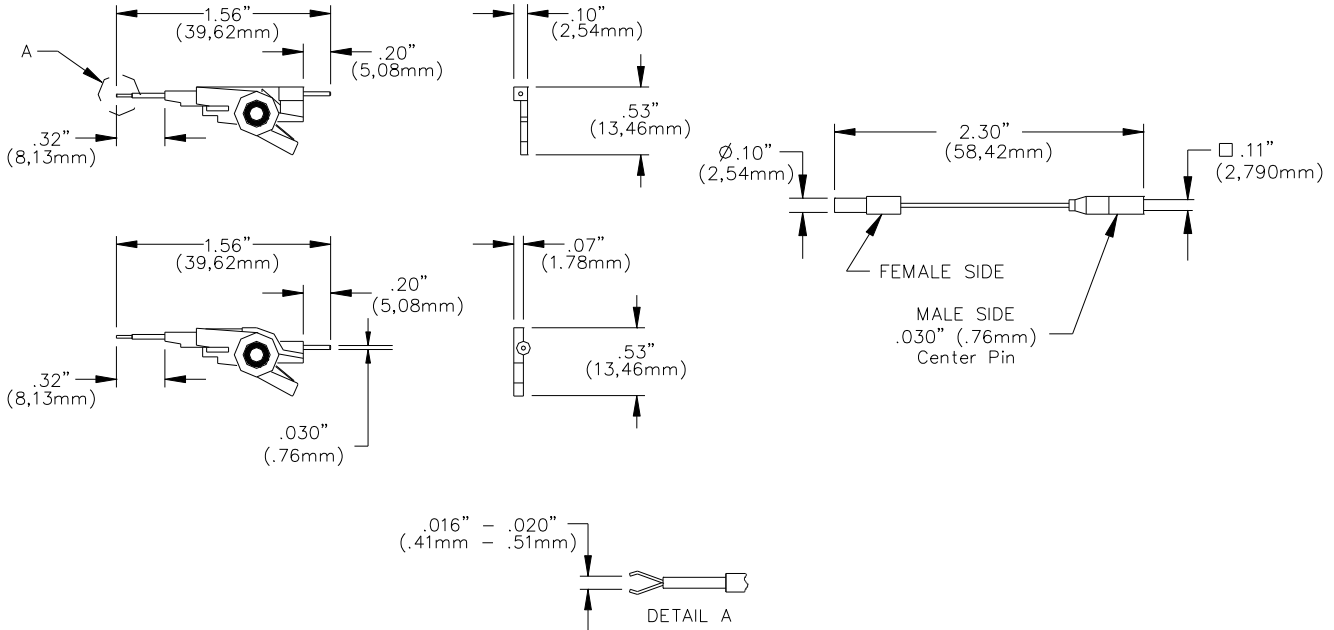 1.56”
(39,62mm)
A
.20”
(5,08mm)
.32”
(8,13mm)
.10”
(2,54mm)
.53”
(13,46mm)
2.30”
(58,42mm)
Ø.10”
(2,54mm)
□ .11”
(2,790mm)
FEMALE SIDE
MALE SIDE
.030” (.76mm)
Center Pin
1.56”
(39,62mm)
.20”
(5,08mm)
.32”
(8,13mm)
.030”
(.76mm)
.07”
(1.78mm)
.53”
(13,46mm)
.016” – .020”
(.41mm – .51mm)
DETAIL A